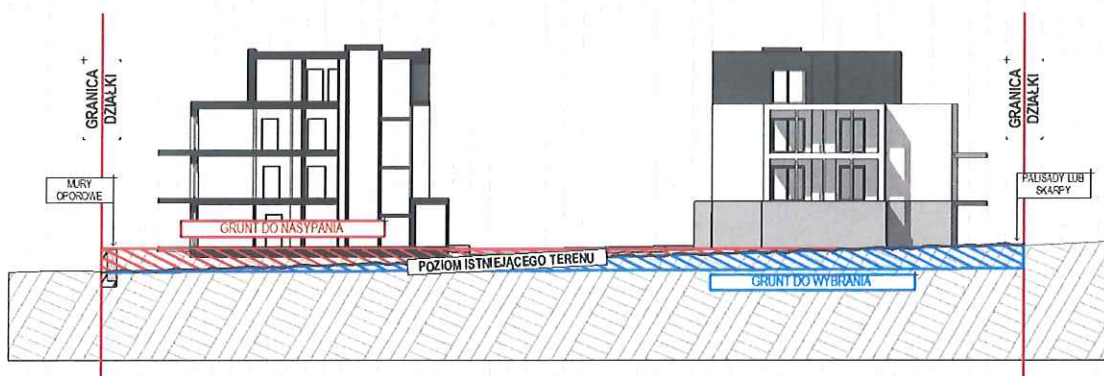 GRANICA
DZIAŁKI
GRANICA
DZIAŁKI
MURY
OPOROWE
PALISADY LUB
SKARPY
GRUNT DO NASYPANIA
POZIOM ISTNIEJĄCEGO TERENU
GRUNT DO WYBRANIA